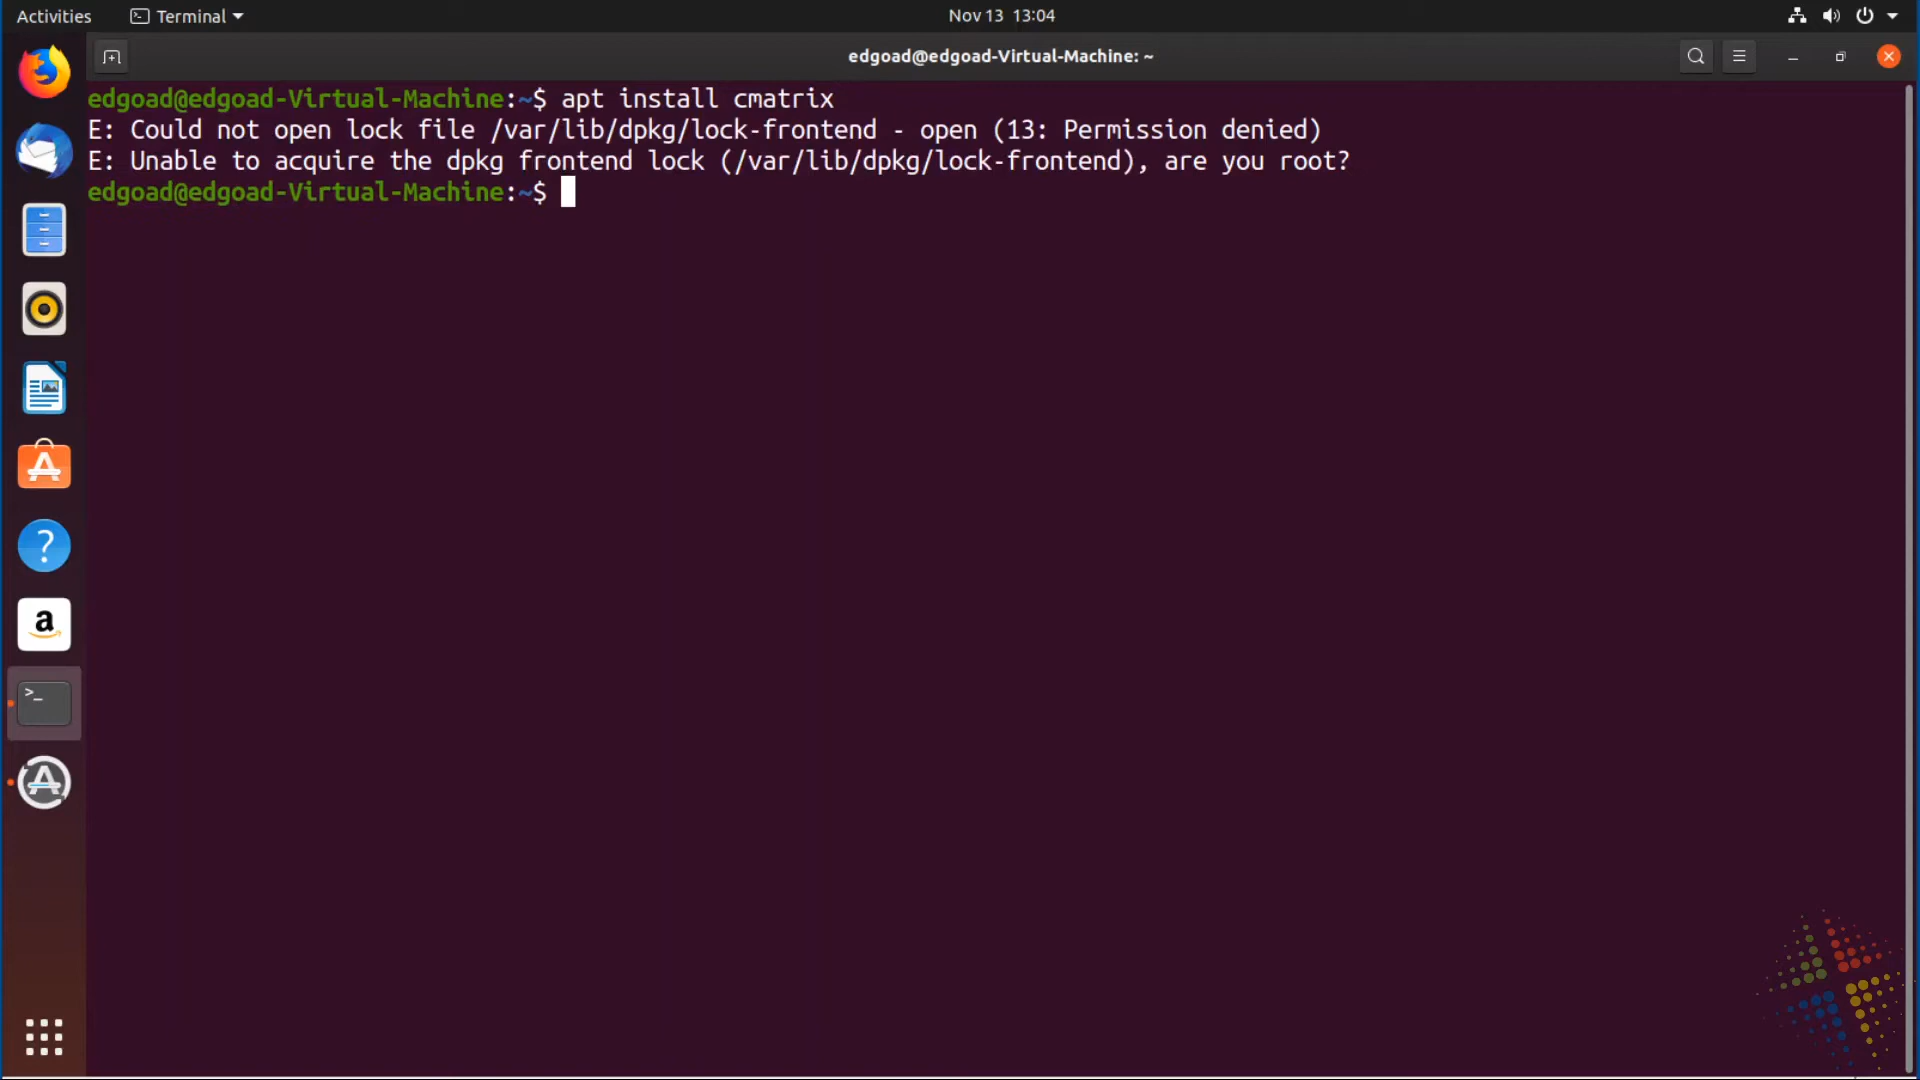 Activities Terminal Nov 13 13:04
edgoad@edgoad-Virtual-Machine: ~
edgoad@edgoad-Virtual-Machine:~$ apt install cmatrix
E: Could not open lock file /var/lib/dpkg/lock-frontend - open (13: Permission denied)
E: Unable to acquire the dpkg frontend lock (/var/lib/dpkg/lock-frontend), are you root?
edgoad@edgoad-Virtual-Machine:~$